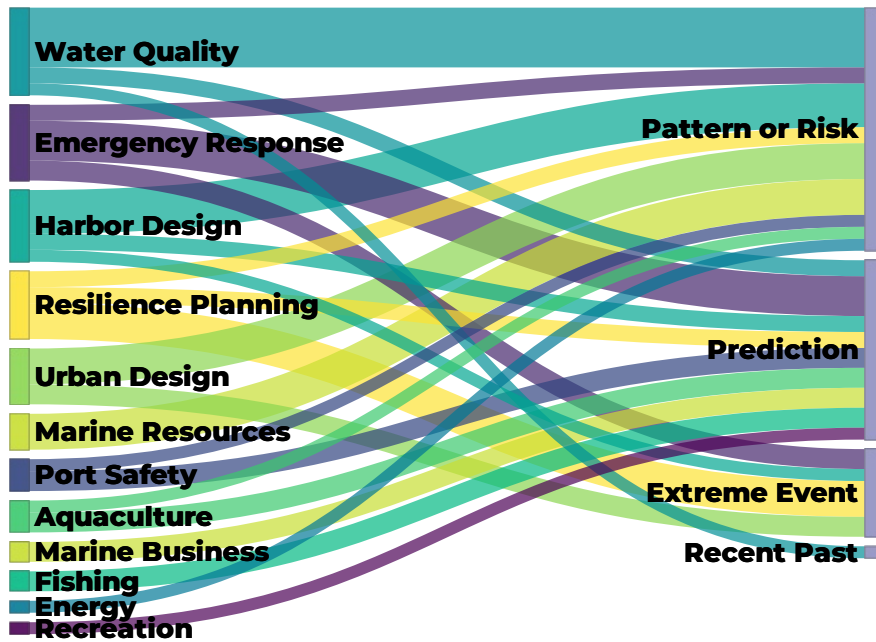 Water Quality
Emergency Response
Harbor Design
Resilience Planning
Urban Design
Marine Resources
Port Safety
Aquaculture
Marine Business
Fishing
Energy
Recreation
Pattern or Risk
Prediction
Extreme Event
Recent Past